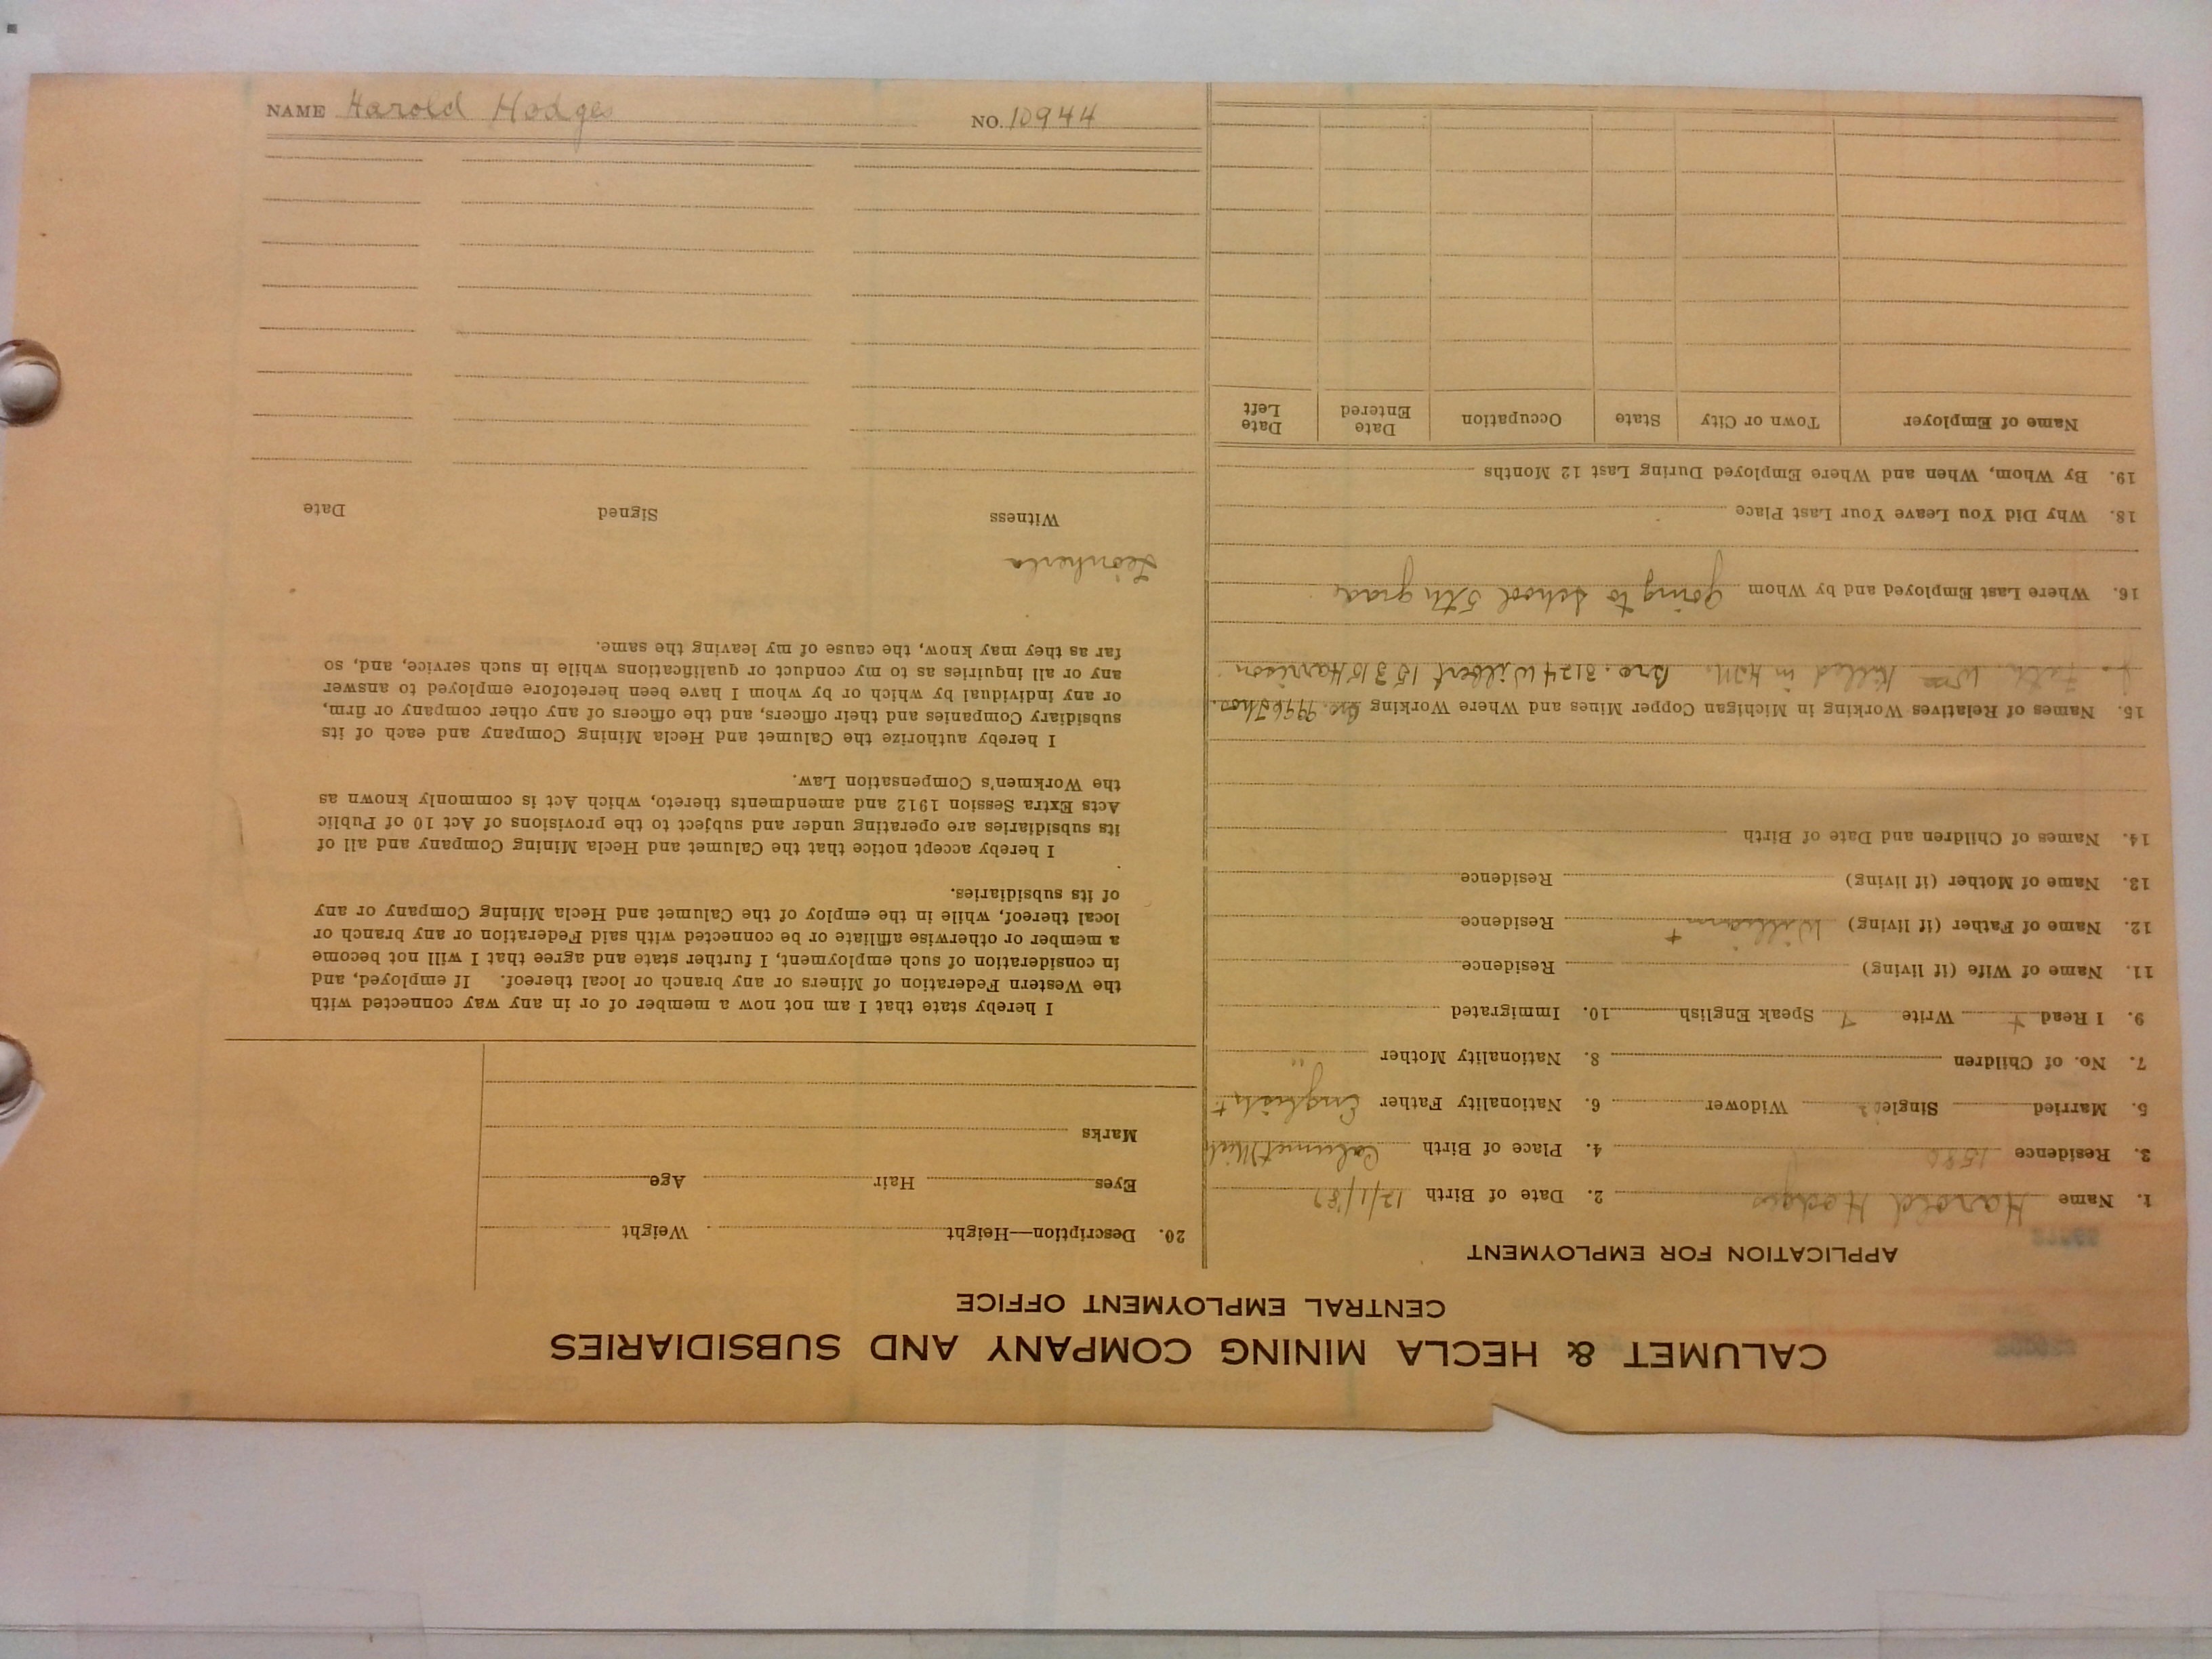 CALUMET & HECLA MINING COMPANY AND SUBSIDIARIES
CENTRAL EMPLOYMENT OFFICE
APPLICATION FOR EMPLOYMENT
1. Name Harold Hodges 2. Date of Birth 12/1/87
3. Residence 1586 4. Place of Birth Calumet Mich
5. Married Single Widower 6. Nationality Father English +
7. No. of Children 8. Nationality Mother "
9. I Read + Write + Speak English 10. Immigrated
11. Name of Wife (if living) Residence
12. Name of Father (if living) William + Residence
13. Name of Mother (if living) Residence
14. Names of Children and Date of Birth
15. Names of Relatives Working in Michigan Copper Mines and Where Working Bro. 9946 Thos.
Fath. Wm Killed in Bro. 3124 Wilbert 15315 Harrison
16. Where Last Employed and by Whom going to school 5th grade
18. Why Did You Leave Your Last Place
19. By Whom, When and Where Employed During Last 12 Months
Name of Employer Town or City State Occupation Date Entered Date Left
20. Description—Height Weight
Eyes Hair Age
Marks
I hereby state that I am not now a member of or in any way connected with
the Western Federation of Miners or any branch or local thereof. If employed, and
in consideration of such employment, I further state and agree that I will not become
a member or otherwise affiliate or be connected with said Federation or any branch or
local thereof, while in the employ of the Calumet and Hecla Mining Company or any
of its subsidiaries.
I hereby accept notice that the Calumet and Hecla Mining Company and all of
its subsidiaries are operating under and subject to the provisions of Act 10 of Public
Acts Extra Session 1912 and amendments thereto, which Act is commonly known as
the Workmen's Compensation Law.
I hereby authorize the Calumet and Hecla Mining Company and each of its
subsidiary Companies and their officers, and the officers of any other company or firm,
or any individual by which or by whom I have been heretofore employed to answer
any or all inquiries as to my conduct or qualifications while in such service, and, so
far as they may know, the cause of my leaving the same.
Witness Signed Date
NAME Harold Hodges NO. 10944